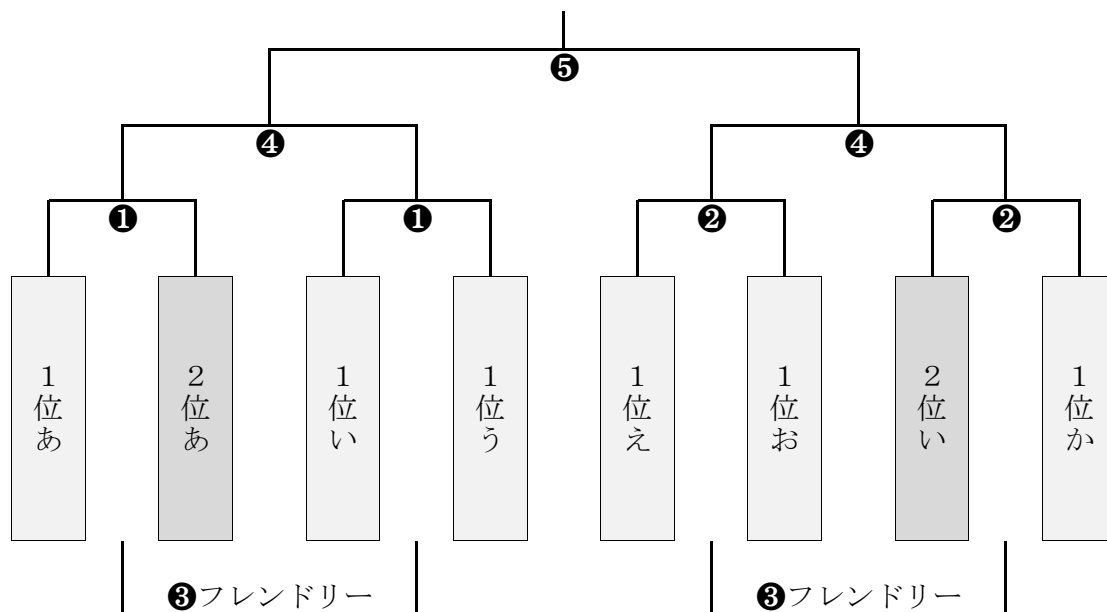 ❺
❹
❹
❶
❶
❷
❷
１位あ
２位あ
１位い
１位う
１位え
１位お
２位い
１位か
❸フレンドリー
❸フレンドリー